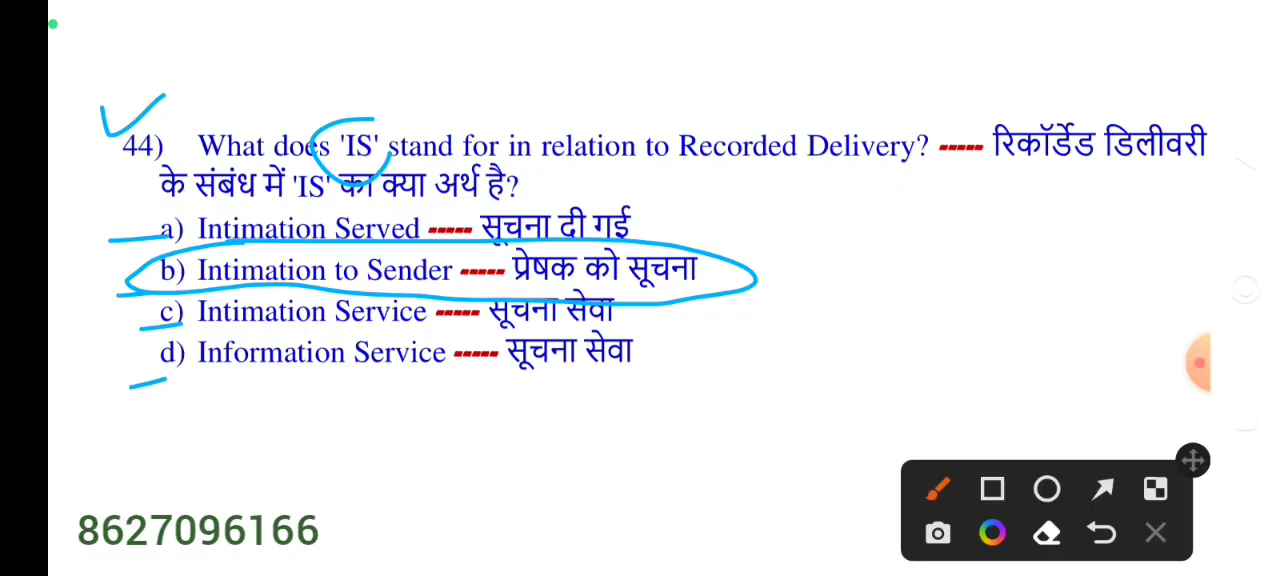 44) What does 'IS' stand for in relation to Recorded Delivery? ----- रिकॉर्डेड डिलीवरी
के संबंध में 'IS' का क्या अर्थ है?
a) Intimation Served ----- सूचना दी गई
b) Intimation to Sender ----- प्रेषक को सूचना
c) Intimation Service ----- सूचना सेवा
d) Information Service ----- सूचना सेवा
8627096166